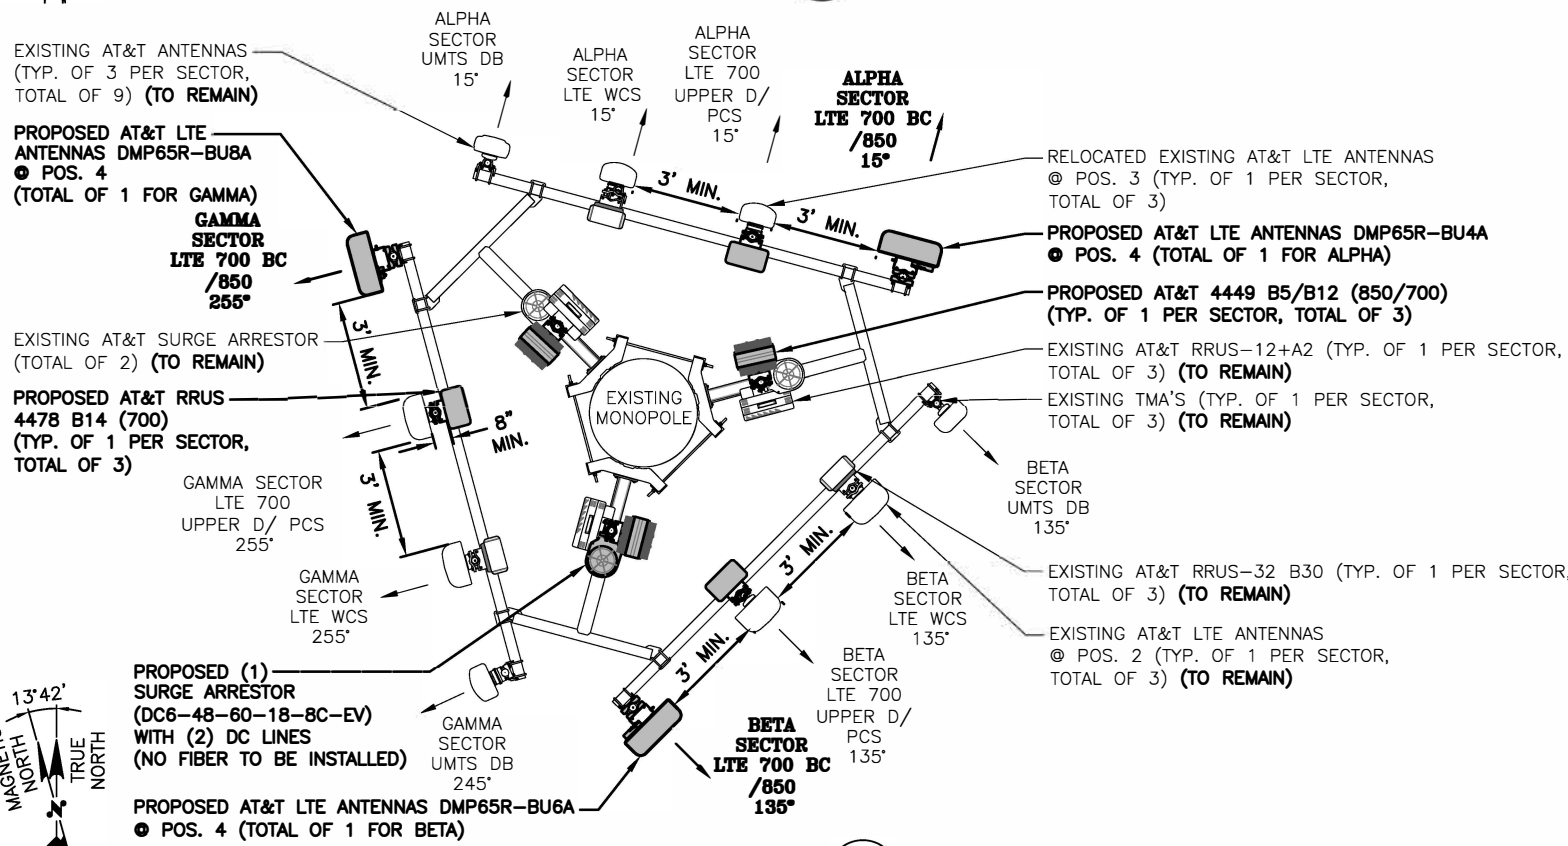 EXISTING AT&T ANTENNAS
(TYP. OF 3 PER SECTOR,
TOTAL OF 9) (TO REMAIN)
PROPOSED AT&T LTE
ANTENNAS DMP65R-BU8A
@ POS. 4
(TOTAL OF 1 FOR GAMMA)
GAMMA
SECTOR
LTE 700 BC
/850
255°
EXISTING AT&T SURGE ARRESTOR
(TOTAL OF 2) (TO REMAIN)
PROPOSED AT&T RRUS
4478 B14 (700)
(TYP. OF 1 PER SECTOR,
TOTAL OF 3)
GAMMA SECTOR
LTE 700
UPPER D/ PCS
255°
GAMMA
SECTOR
LTE WCS
255°
PROPOSED (1)
SURGE ARRESTOR
(DC6-48-60-18-8C-EV)
WITH (2) DC LINES
(NO FIBER TO BE INSTALLED)
GAMMA
SECTOR
UMTS DB
245°
PROPOSED AT&T LTE ANTENNAS DMP65R-BU6A
@ POS. 4 (TOTAL OF 1 FOR BETA)
13°42'
MAGNETIC
NORTH
TRUE
NORTH
N
ALPHA
SECTOR
UMTS DB
15°
ALPHA
SECTOR
LTE WCS
15°
ALPHA
SECTOR
LTE 700
UPPER D/
PCS
15°
ALPHA
SECTOR
LTE 700 BC
/850
15°
3' MIN.
3' MIN.
3'
MIN.
8"
MIN.
3'
MIN.
EXISTING
MONOPOLE
3' MIN.
3' MIN.
RELOCATED EXISTING AT&T LTE ANTENNAS
@ POS. 3 (TYP. OF 1 PER SECTOR,
TOTAL OF 3)
PROPOSED AT&T LTE ANTENNAS DMP65R-BU4A
@ POS. 4 (TOTAL OF 1 FOR ALPHA)
PROPOSED AT&T 4449 B5/B12 (850/700)
(TYP. OF 1 PER SECTOR, TOTAL OF 3)
EXISTING AT&T RRUS-12+A2 (TYP. OF 1 PER SECTOR,
TOTAL OF 3) (TO REMAIN)
EXISTING TMA'S (TYP. OF 1 PER SECTOR,
TOTAL OF 3) (TO REMAIN)
BETA
SECTOR
UMTS DB
135°
EXISTING AT&T RRUS-32 B30 (TYP. OF 1 PER SECTOR,
TOTAL OF 3) (TO REMAIN)
BETA
SECTOR
LTE WCS
135°
EXISTING AT&T LTE ANTENNAS
@ POS. 2 (TYP. OF 1 PER SECTOR,
TOTAL OF 3) (TO REMAIN)
BETA
SECTOR
LTE 700
UPPER D/
PCS
135°
BETA
SECTOR
LTE 700 BC
/850
135°